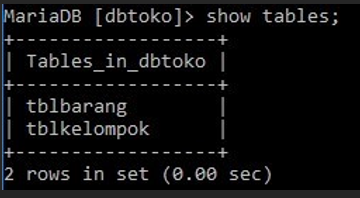 MariaDB [dbtoko]> show tables;
+------------------+
| Tables_in_dbtoko |
+------------------+
| tblbarang        |
| tblkelompok      |
+------------------+
2 rows in set (0.00 sec)